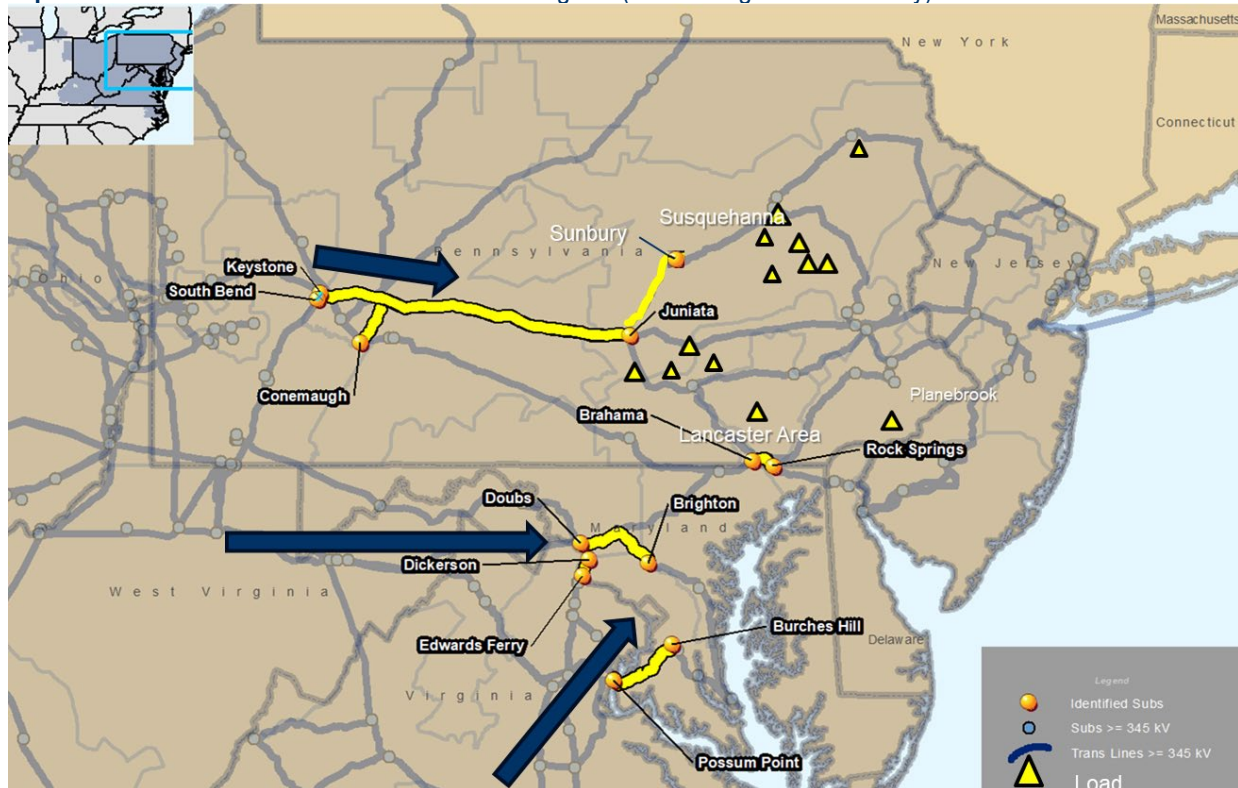 Massachusetts
New York
Connecticut
Susquehanna
Sunbury
Pennsylvania
Ohio
Keystone
New Jersey
South Bend
Juniata
Conemaugh
Planebrook
Brahama
Lancaster Area
Rock Springs
Doubs
Brighton
Maryland
Dickerson
West Virginia
Burches Hill
Edwards Ferry
Delaware
Virginia
Possum Point
Legend
Identified Subs
Subs >= 345 kV
Trans Lines >= 345 kV
Load